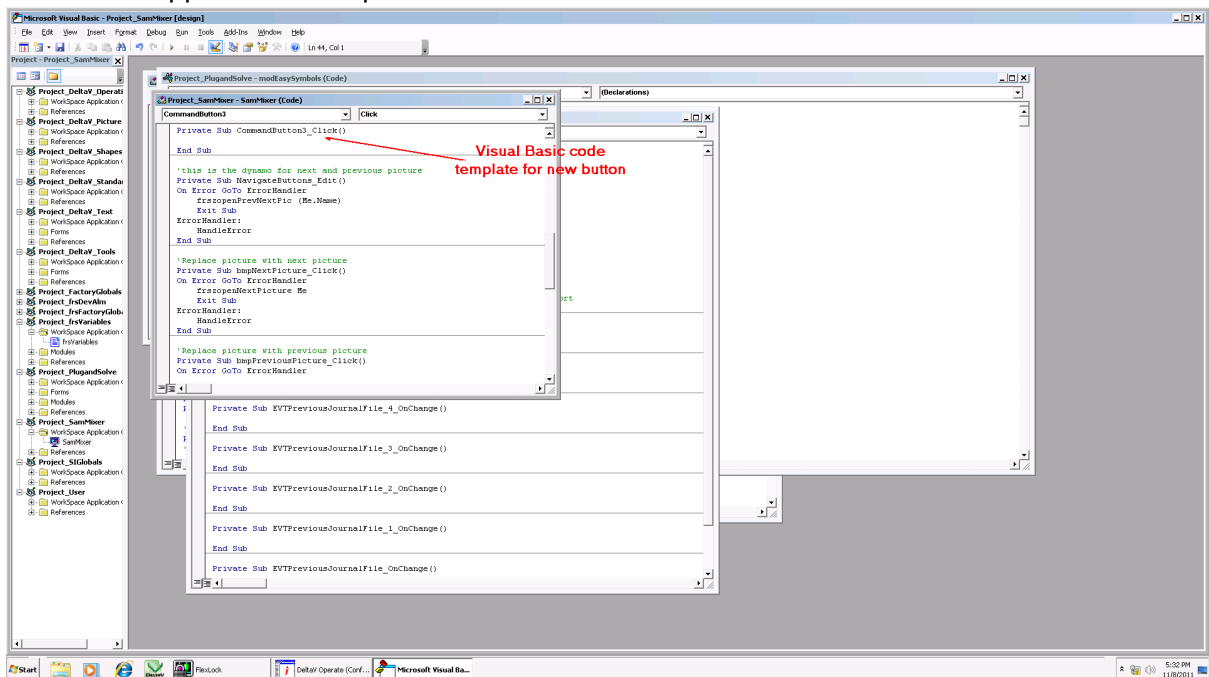 Microsoft Visual Basic - Project_SamMixer [design]
File Edit View Insert Format Debug Run Tools Add-Ins Window Help
Ln 44, Col 1
Project - Project_SamMixer
Project_DeltaV_Operati
WorkSpace Application
References
Project_DeltaV_Picture
WorkSpace Application
References
Project_DeltaV_Shapes
WorkSpace Application
References
Project_DeltaV_Standa
WorkSpace Application
References
Project_DeltaV_Text
WorkSpace Application
Forms
References
Project_DeltaV_Tools
WorkSpace Application
Forms
References
Project_FactoryGlobals
Project_frsDevAlm
Project_frsFactoryGlob
Project_frsVariables
WorkSpace Application
frsVariables
Modules
References
Project_PlugandSolve
WorkSpace Application
Forms
Modules
References
Project_SamMixer
WorkSpace Application
SamMixer
References
Project_SIGlobals
WorkSpace Application
References
Project_User
WorkSpace Application
References
Project_PlugandSolve - modEasySymbols (Code)
(Declarations)
Project_SamMixer - SamMixer (Code)
CommandButton3 Click
Private Sub CommandButton3_Click()
End Sub
'this is the dynamo for next and previous picture
Private Sub NavigateButtons_Edit()
On Error GoTo ErrorHandler
frszopenPrevNextPic (Me.Name)
Exit Sub
ErrorHandler:
HandleError
End Sub
'Replace picture with next picture
Private Sub bmpNextPicture_Click()
On Error GoTo ErrorHandler
frszopenNextPicture Me
Exit Sub
ErrorHandler:
HandleError
End Sub
'Replace picture with previous picture
Private Sub bmpPreviousPicture_Click()
On Error GoTo ErrorHandler
Visual Basic code
template for new button
ort
Private Sub EVTPreviousJournalFile_4_OnChange()
End Sub
Private Sub EVTPreviousJournalFile_3_OnChange()
End Sub
Private Sub EVTPreviousJournalFile_2_OnChange()
End Sub
Private Sub EVTPreviousJournalFile_1_OnChange()
End Sub
Private Sub EVTPreviousJournalFile_OnChange()
Start
FlexLock
DeltaV Operate (Conf...
Microsoft Visual Ba...
5:32 PM
11/8/2011